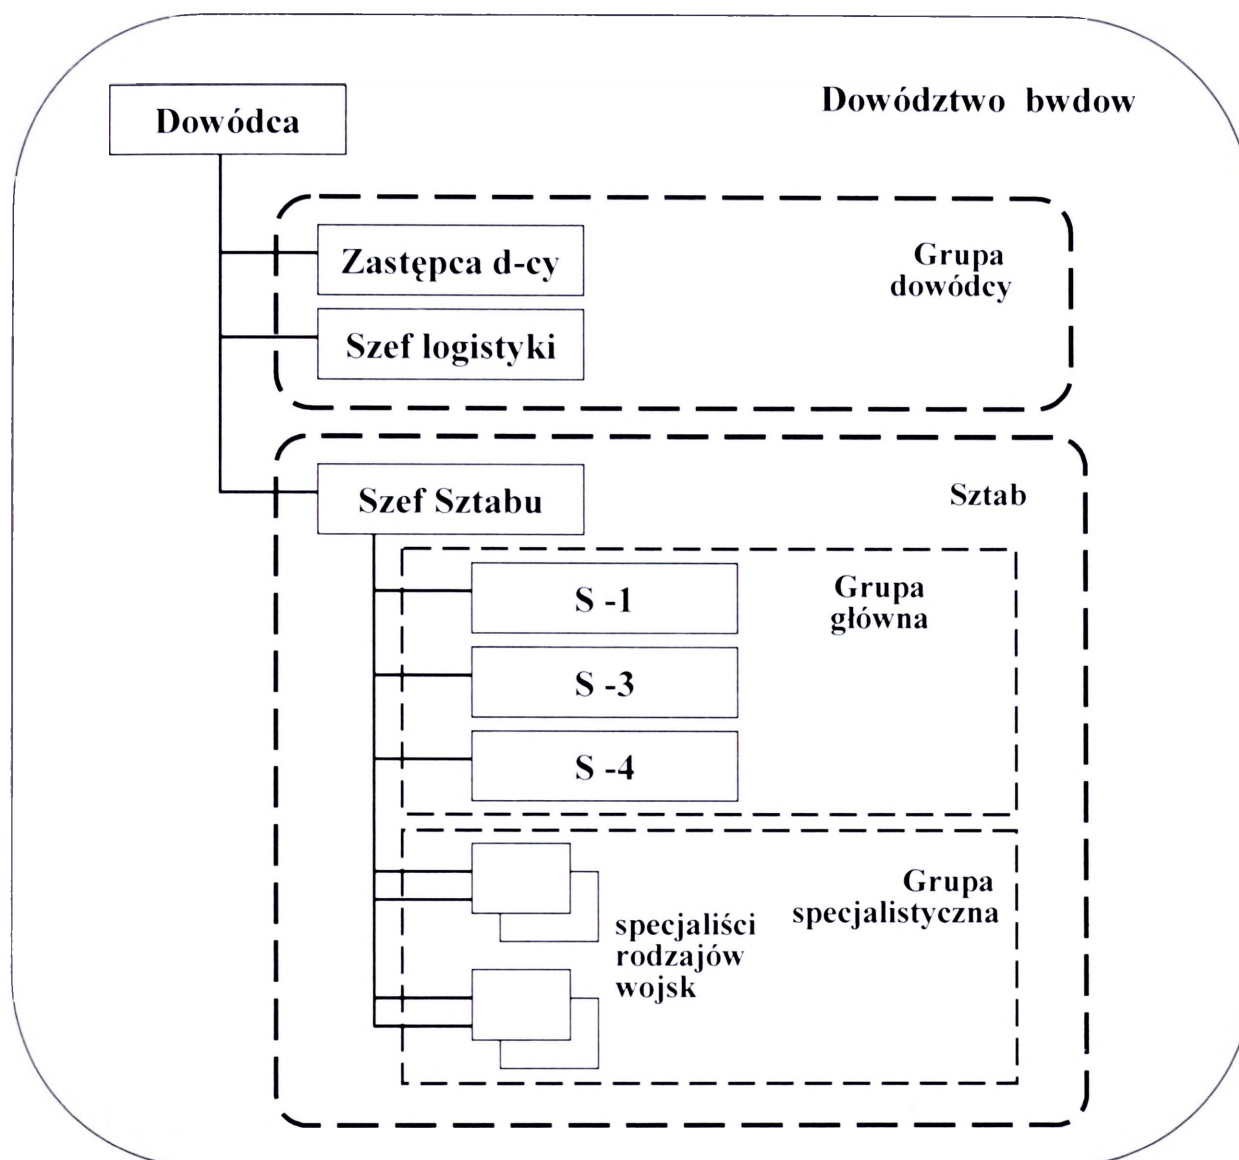 Dowództwo bwdow
Dowódca
Grupa
dowódcy
Zastępca d-cy
Szef logistyki
Sztab
Szef Sztabu
Grupa
główna
S -1
S -3
S -4
Grupa
specjalistyczna
specjaliści
rodzajów
wojsk